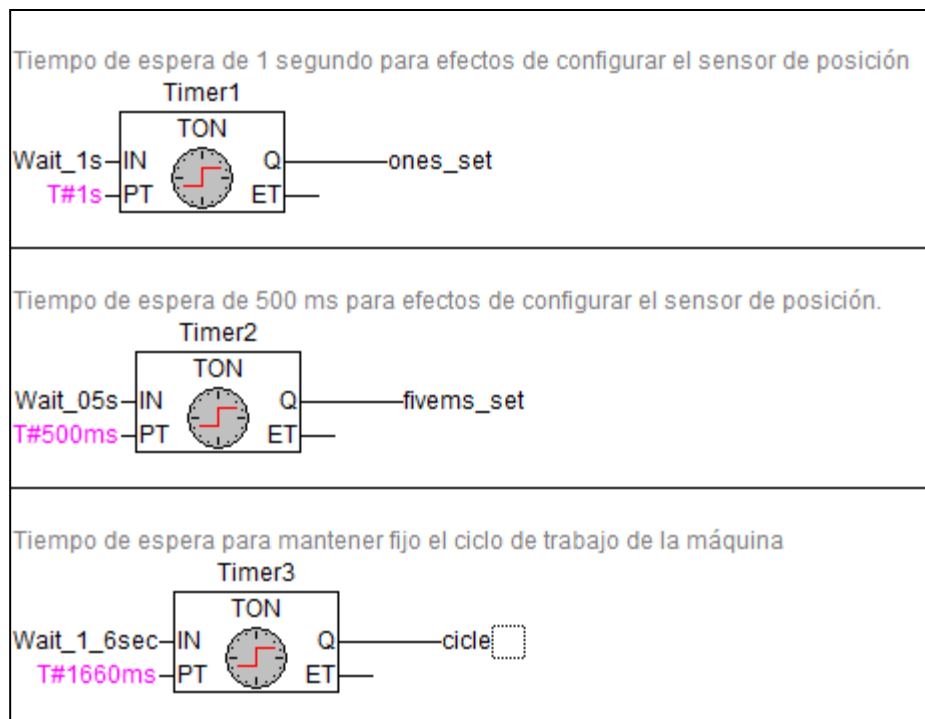 Tiempo de espera de 1 segundo para efectos de configurar el sensor de posición
Timer1
TON
Wait_1s IN Q ones_set
T#1s PT ET
Tiempo de espera de 500 ms para efectos de configurar el sensor de posición.
Timer2
TON
Wait_05s IN Q fivems_set
T#500ms PT ET
Tiempo de espera para mantener fijo el ciclo de trabajo de la máquina
Timer3
TON
Wait_1_6sec IN Q cicle
T#1660ms PT ET